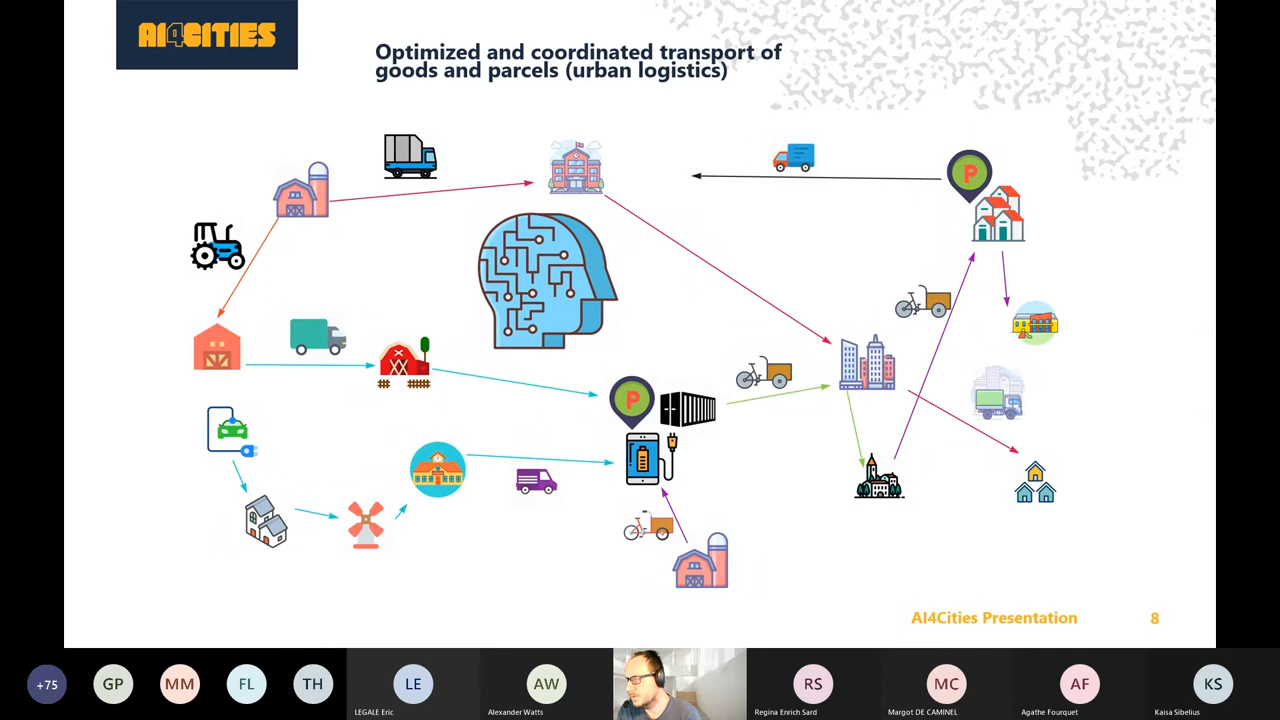 AI4CITIES
Optimized and coordinated transport of
goods and parcels (urban logistics)
P
P
AI4Cities Presentation
8
+75
GP
MM
FL
TH
LE
AW
RS
MC
AF
KS
LEGALE Eric
Alexander Watts
Regina Enrich Sard
Margot DE CAMINEL
Agathe Fourquet
Kaisa Sibelius